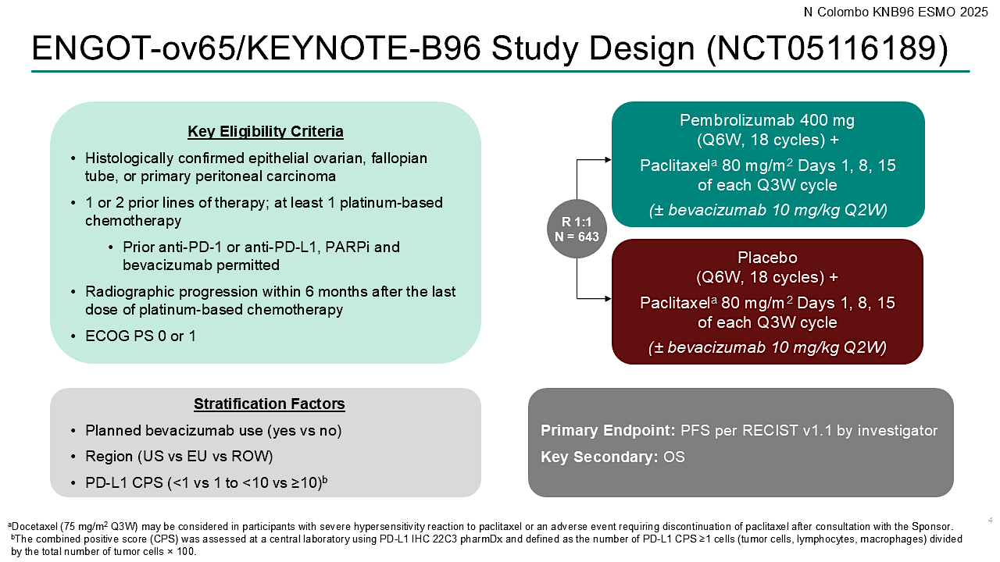 N Colombo KNB96 ESMO 2025
ENGOT-ov65/KEYNOTE-B96 Study Design (NCT05116189)
Key Eligibility Criteria
• Histologically confirmed epithelial ovarian, fallopian
tube, or primary peritoneal carcinoma
• 1 or 2 prior lines of therapy; at least 1 platinum-based
chemotherapy
• Prior anti-PD-1 or anti-PD-L1, PARPi and
bevacizumab permitted
• Radiographic progression within 6 months after the last
dose of platinum-based chemotherapy
• ECOG PS 0 or 1
R 1:1
N = 643
Pembrolizumab 400 mg
(Q6W, 18 cycles) +
Paclitaxelᵃ 80 mg/m² Days 1, 8, 15
of each Q3W cycle
(± bevacizumab 10 mg/kg Q2W)
Placebo
(Q6W, 18 cycles) +
Paclitaxelᵃ 80 mg/m² Days 1, 8, 15
of each Q3W cycle
(± bevacizumab 10 mg/kg Q2W)
Stratification Factors
• Planned bevacizumab use (yes vs no)
• Region (US vs EU vs ROW)
• PD-L1 CPS (<1 vs 1 to <10 vs ≥10)ᵇ
Primary Endpoint: PFS per RECIST v1.1 by investigator
Key Secondary: OS
4
ᵃDocetaxel (75 mg/m² Q3W) may be considered in participants with severe hypersensitivity reaction to paclitaxel or an adverse event requiring discontinuation of paclitaxel after consultation with the Sponsor.
ᵇThe combined positive score (CPS) was assessed at a central laboratory using PD-L1 IHC 22C3 pharmDx and defined as the number of PD-L1 CPS ≥1 cells (tumor cells, lymphocytes, macrophages) divided
by the total number of tumor cells × 100.